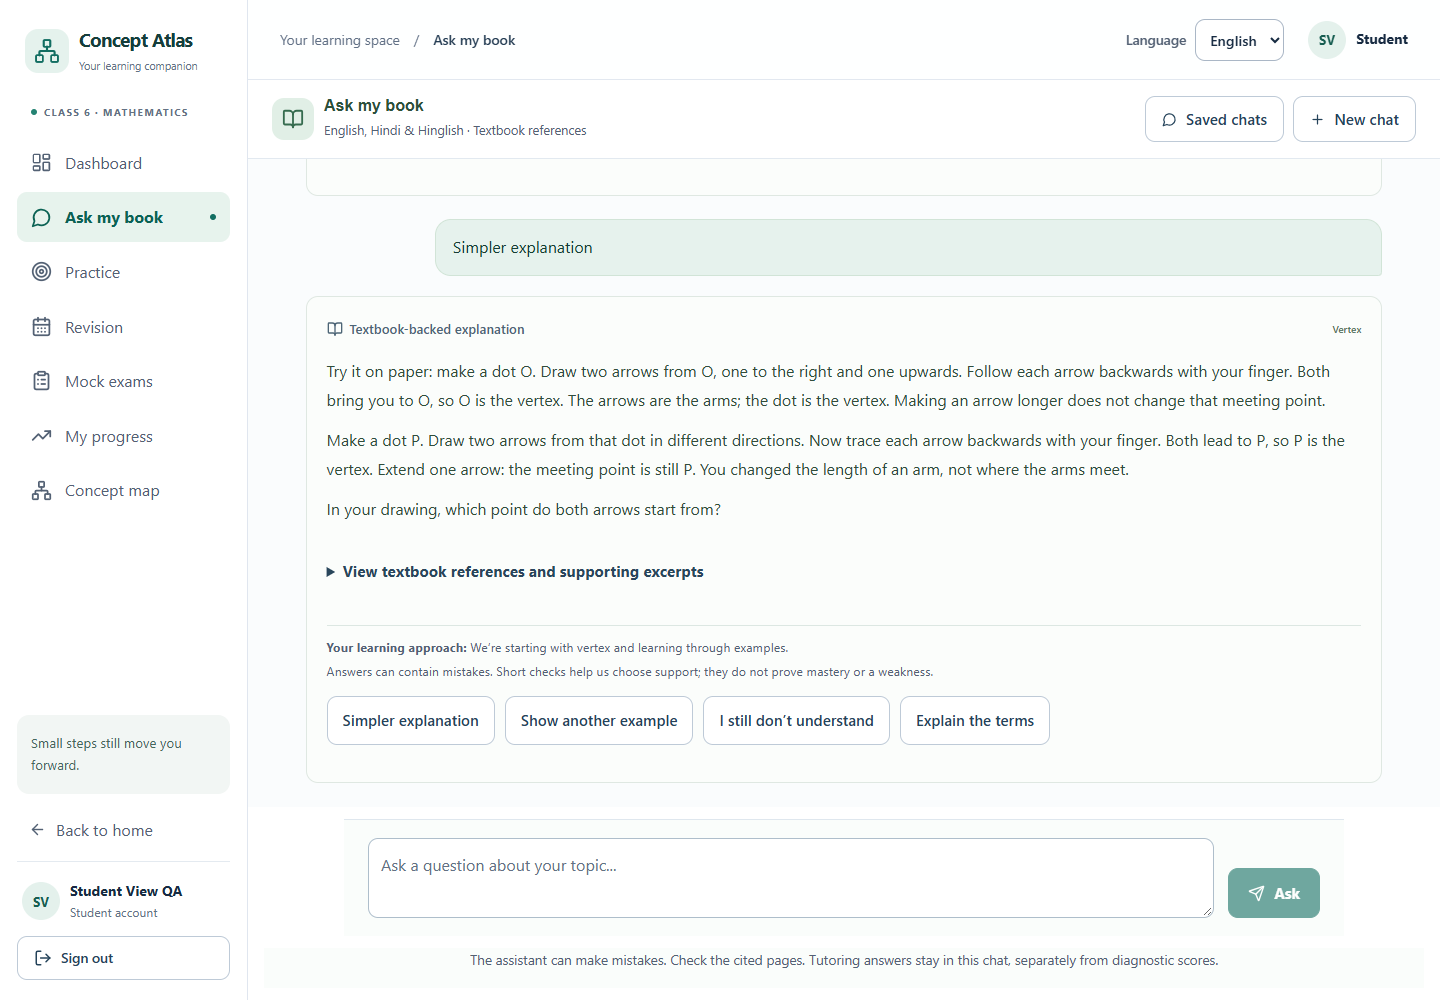 Concept Atlas
Your learning companion
CLASS 6 · MATHEMATICS
Dashboard
Ask my book
Practice
Revision
Mock exams
My progress
Concept map
Small steps still move you
forward.
Back to home
SV
Student View QA
Student account
Sign out
Your learning space / Ask my book
Language
English
SV
Student
Ask my book
English, Hindi & Hinglish · Textbook references
Saved chats
New chat
Simpler explanation
Textbook-backed explanation
Vertex
Try it on paper: make a dot O. Draw two arrows from O, one to the right and one upwards. Follow each arrow backwards with your finger. Both
bring you to O, so O is the vertex. The arrows are the arms; the dot is the vertex. Making an arrow longer does not change that meeting point.
Make a dot P. Draw two arrows from that dot in different directions. Now trace each arrow backwards with your finger. Both lead to P, so P is the
vertex. Extend one arrow: the meeting point is still P. You changed the length of an arm, not where the arms meet.
In your drawing, which point do both arrows start from?
View textbook references and supporting excerpts
Your learning approach: We’re starting with vertex and learning through examples.
Answers can contain mistakes. Short checks help us choose support; they do not prove mastery or a weakness.
Simpler explanation
Show another example
I still don’t understand
Explain the terms
Ask a question about your topic...
Ask
The assistant can make mistakes. Check the cited pages. Tutoring answers stay in this chat, separately from diagnostic scores.